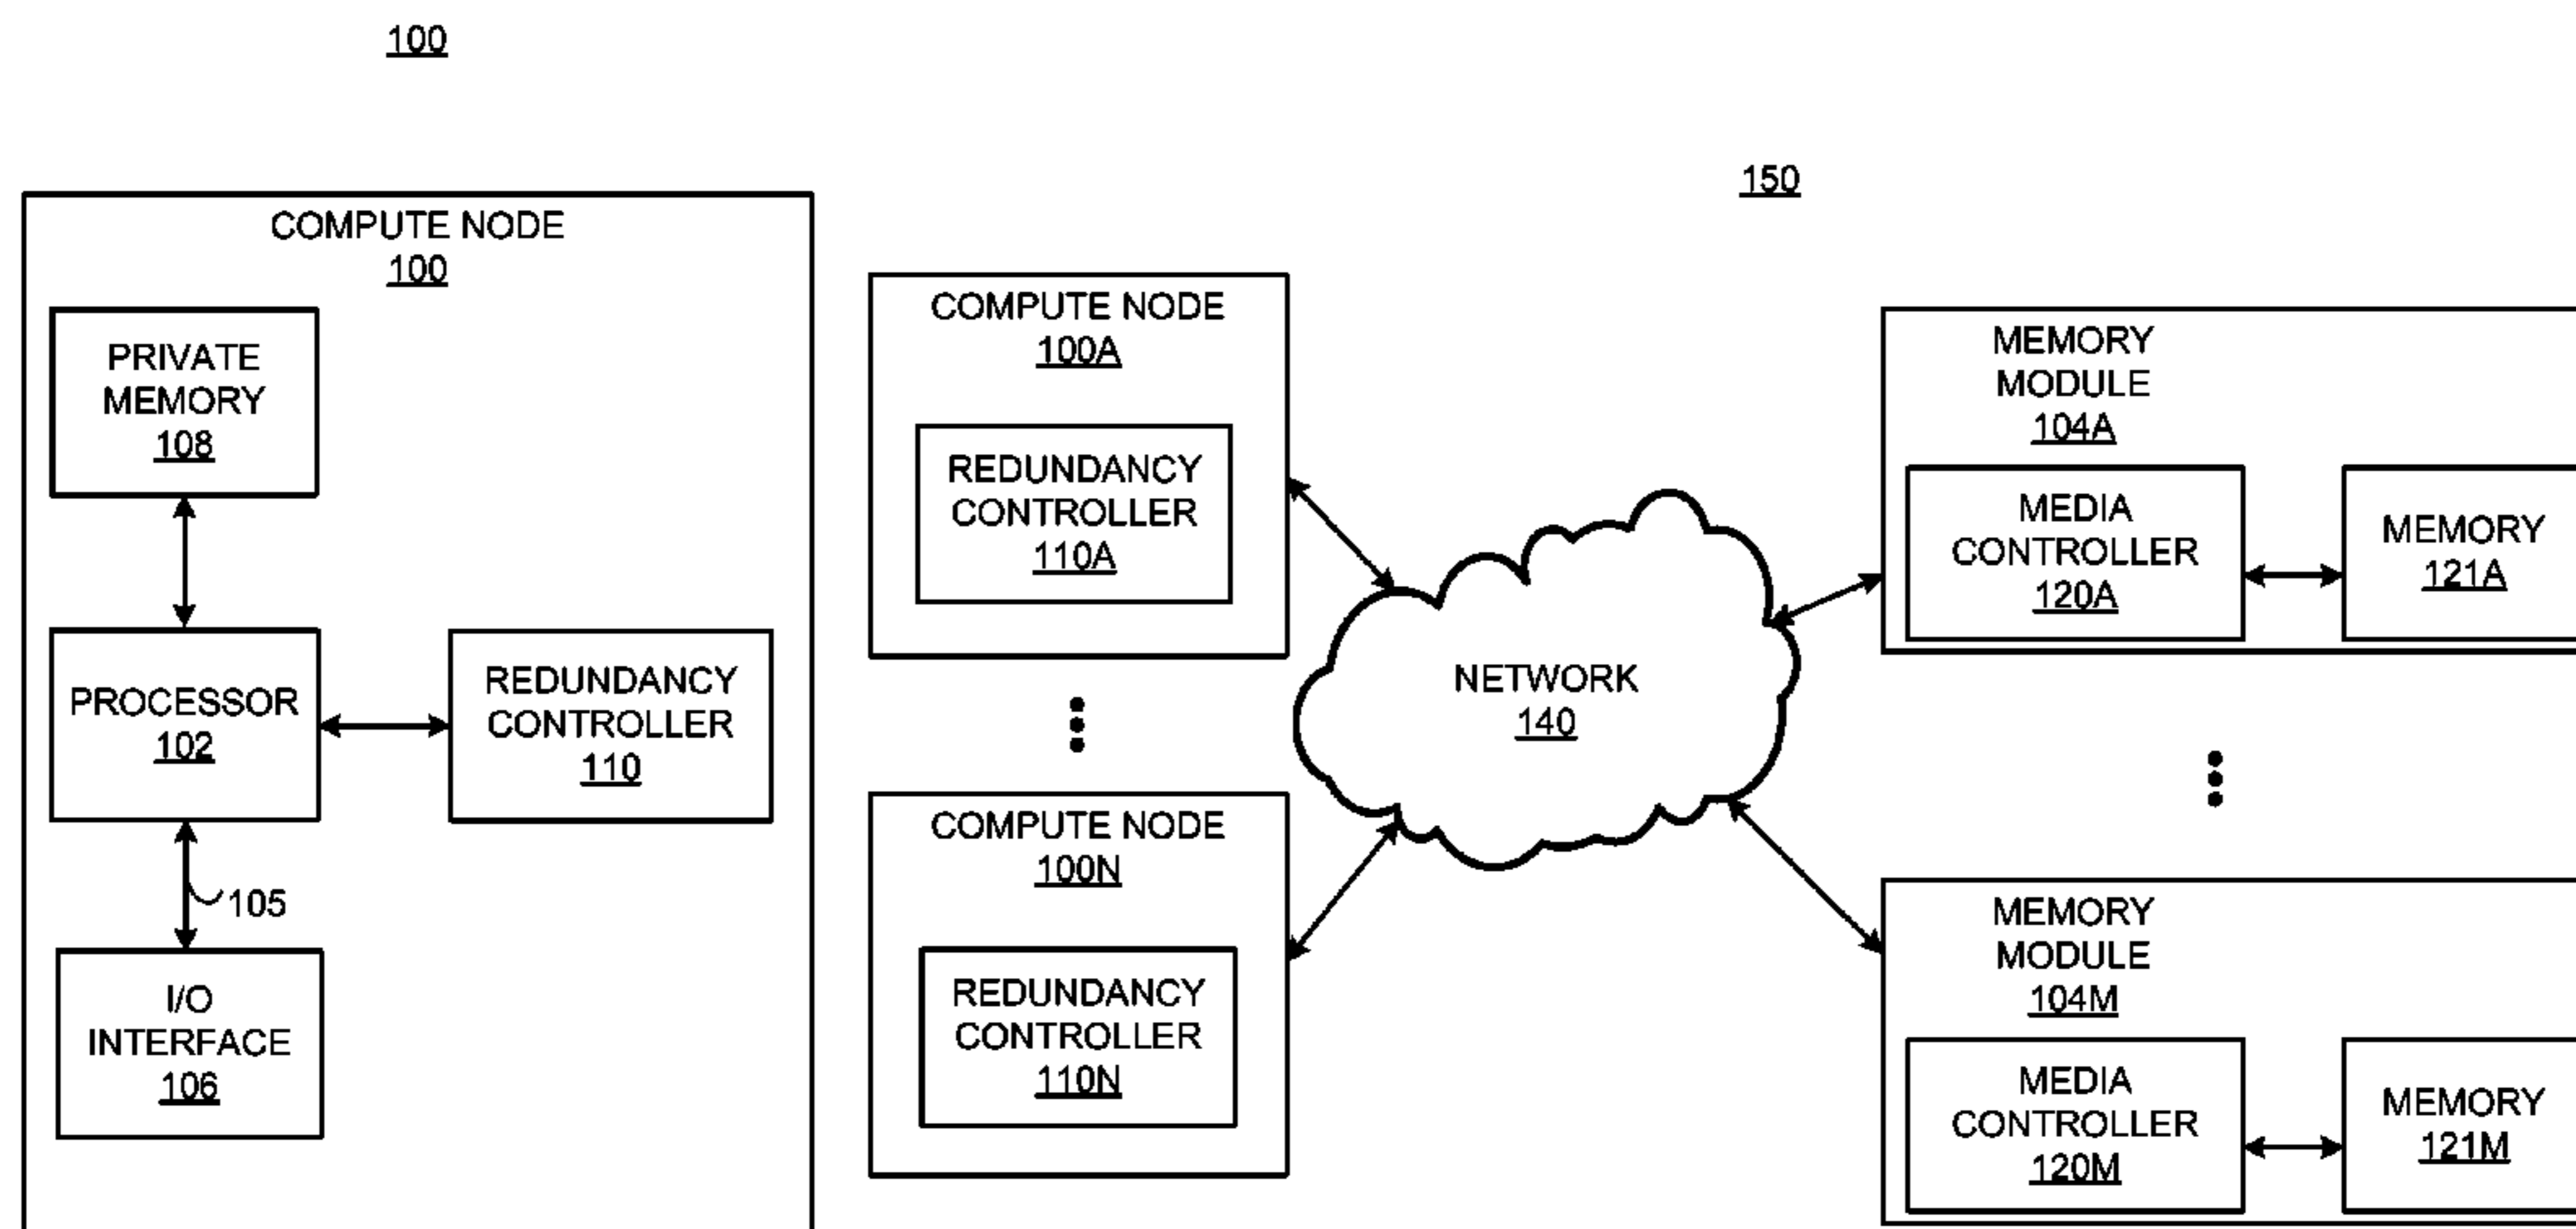 100
COMPUTE NODE
100
PRIVATE
MEMORY
108
PROCESSOR
102
REDUNDANCY
CONTROLLER
110
105
I/O
INTERFACE
106
150
COMPUTE NODE
100A
REDUNDANCY
CONTROLLER
110A
COMPUTE NODE
100N
REDUNDANCY
CONTROLLER
110N
NETWORK
140
MEMORY
MODULE
104A
MEDIA
CONTROLLER
120A
MEMORY
121A
MEMORY
MODULE
104M
MEDIA
CONTROLLER
120M
MEMORY
121M